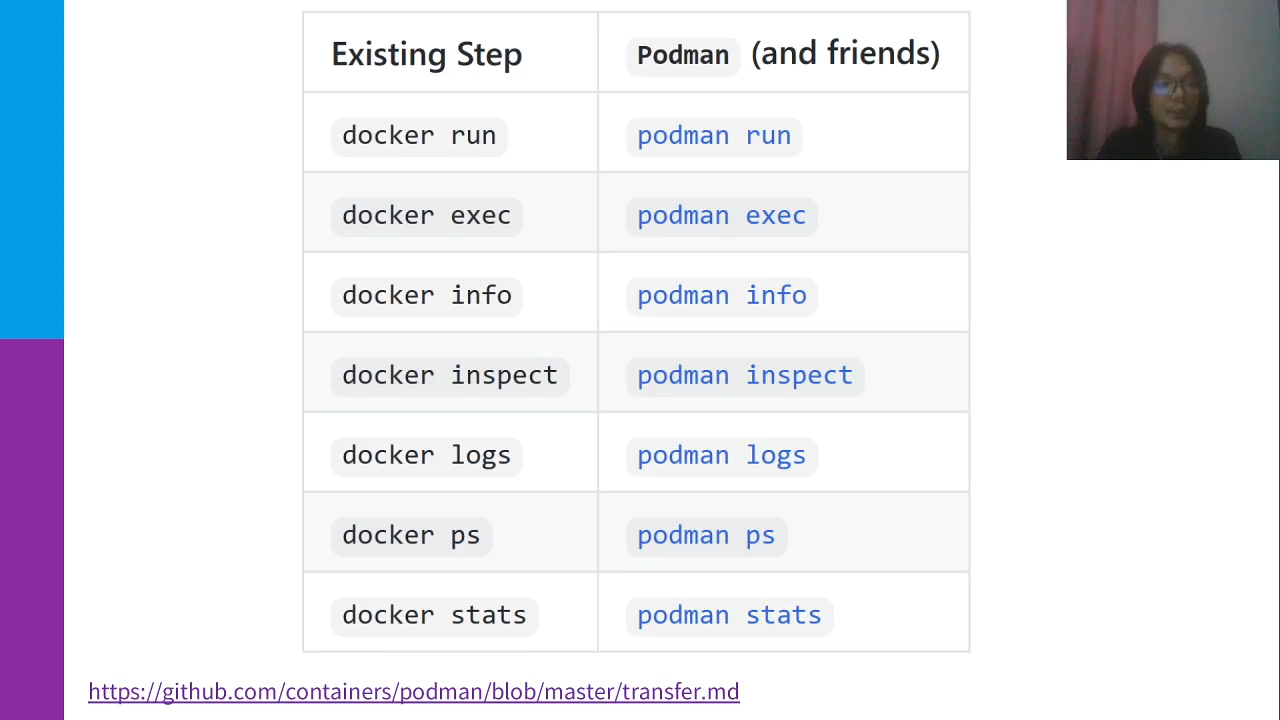 Existing Step Podman (and friends)
docker run podman run
docker exec podman exec
docker info podman info
docker inspect podman inspect
docker logs podman logs
docker ps podman ps
docker stats podman stats
https://github.com/containers/podman/blob/master/transfer.md